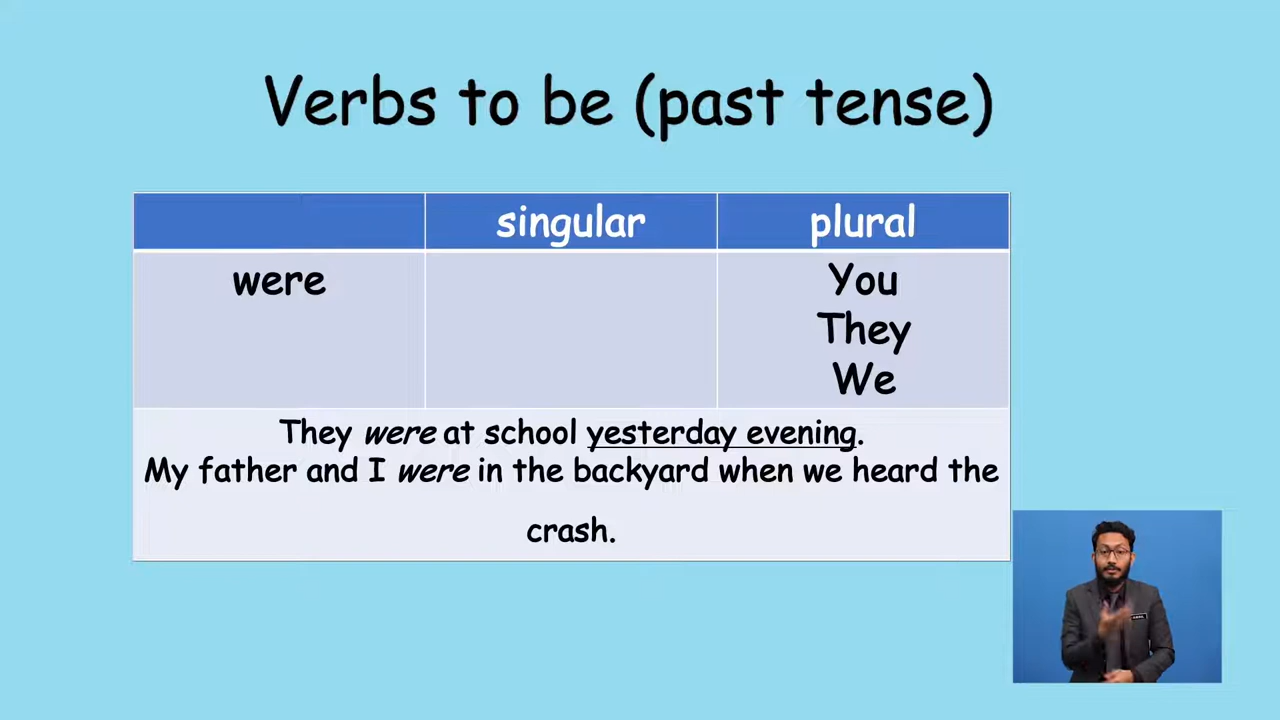 Verbs to be (past tense)
singular plural
were You
They
We
They were at school yesterday evening.
My father and I were in the backyard when we heard the
crash.